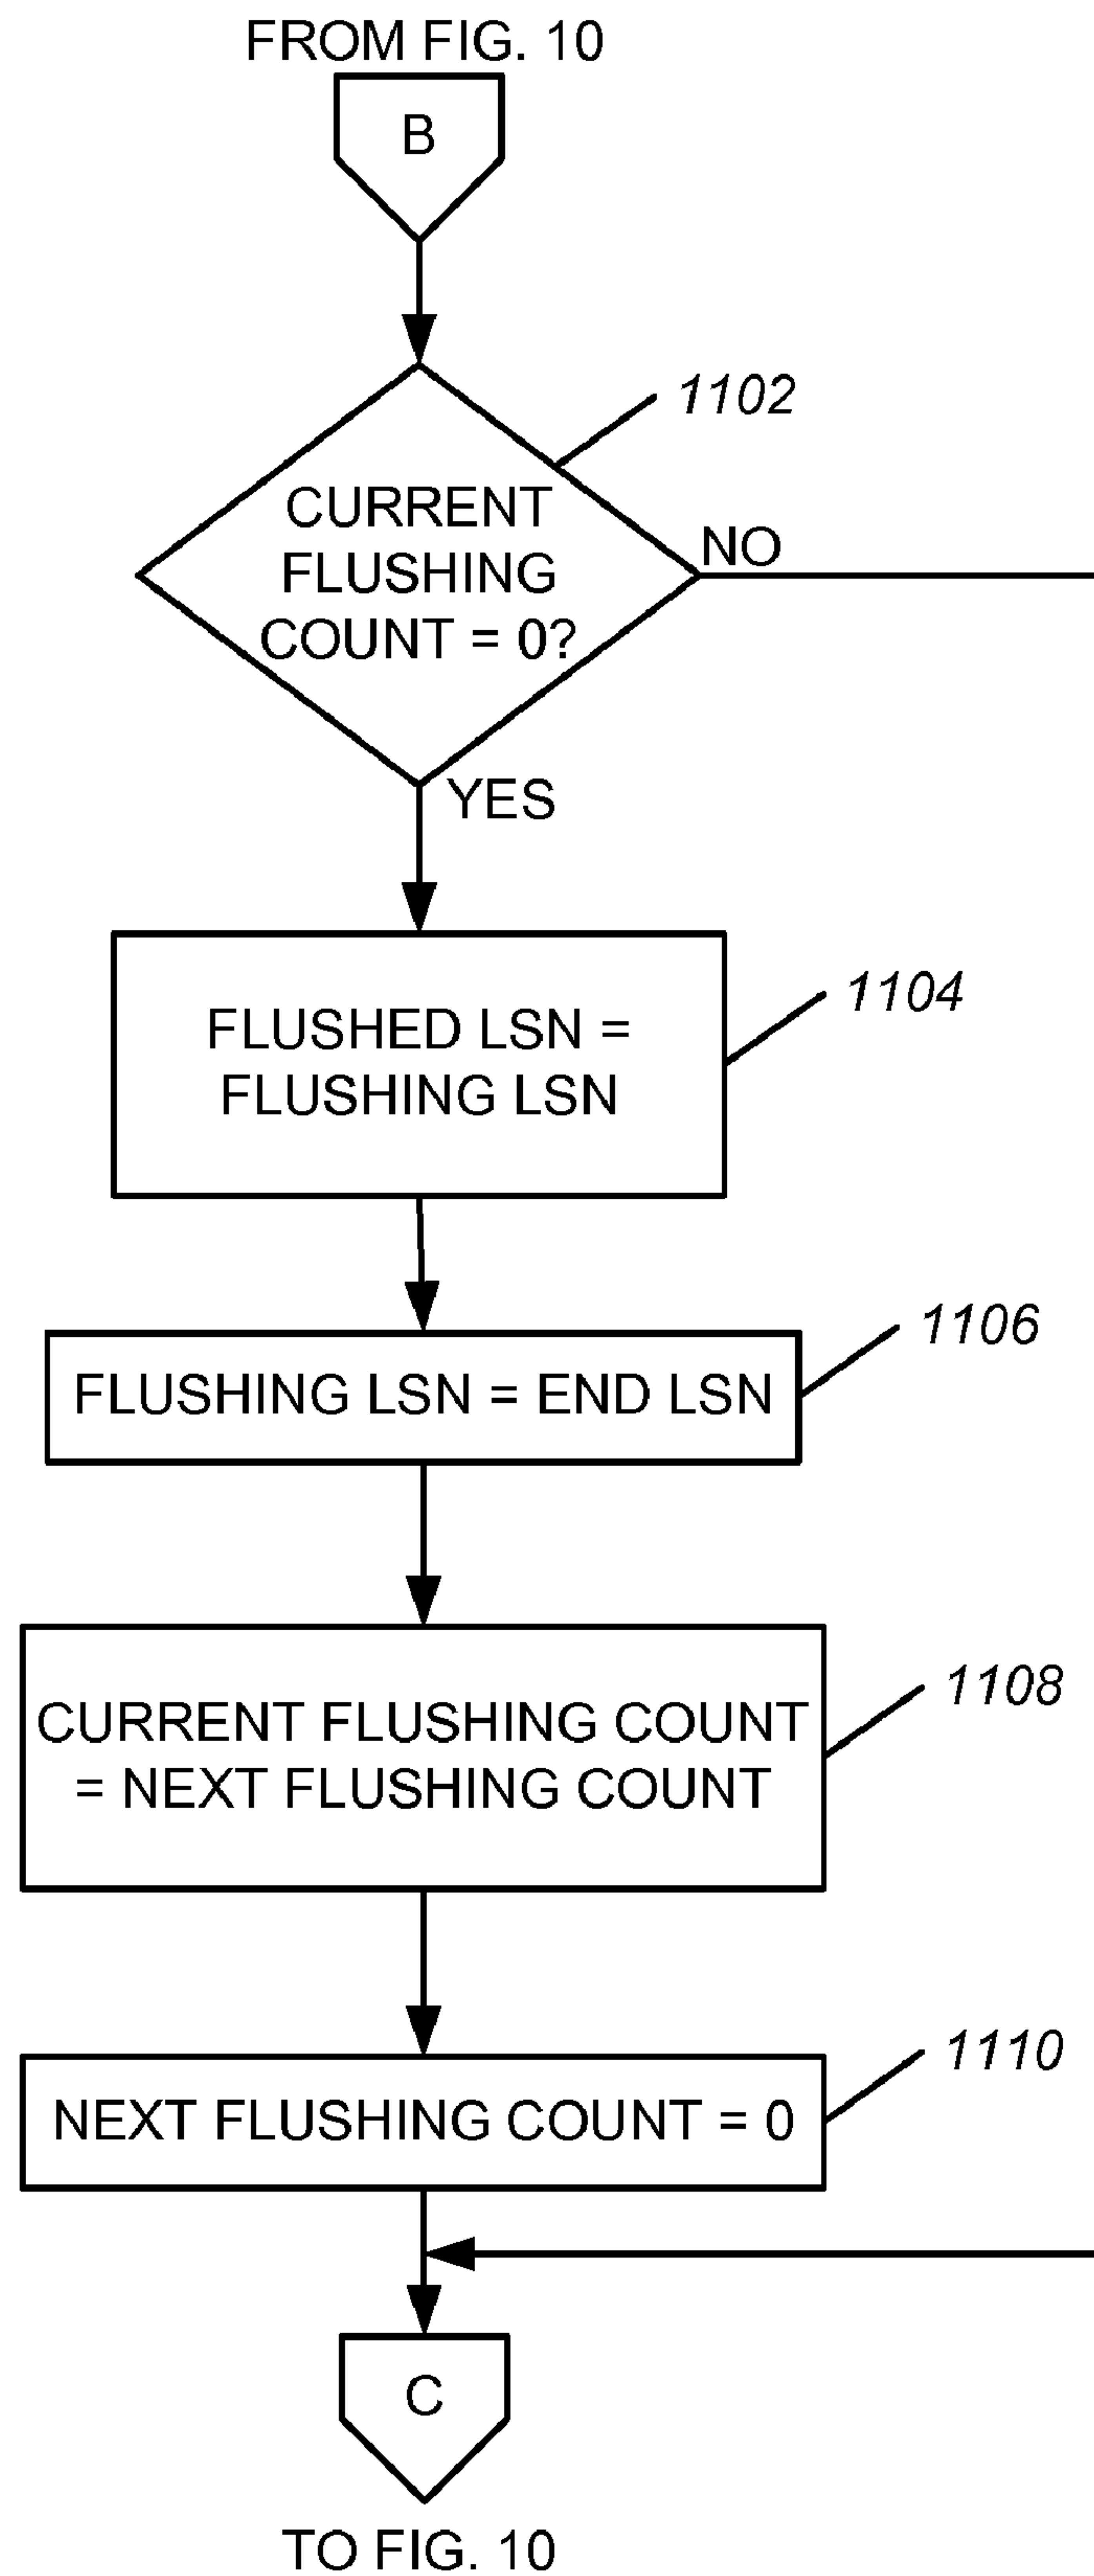 FROM FIG. 10
B
1102
CURRENT
FLUSHING
COUNT = 0?
NO
YES
1104
FLUSHED LSN =
FLUSHING LSN
1106
FLUSHING LSN = END LSN
1108
CURRENT FLUSHING COUNT
= NEXT FLUSHING COUNT
1110
NEXT FLUSHING COUNT = 0
C
TO FIG. 10